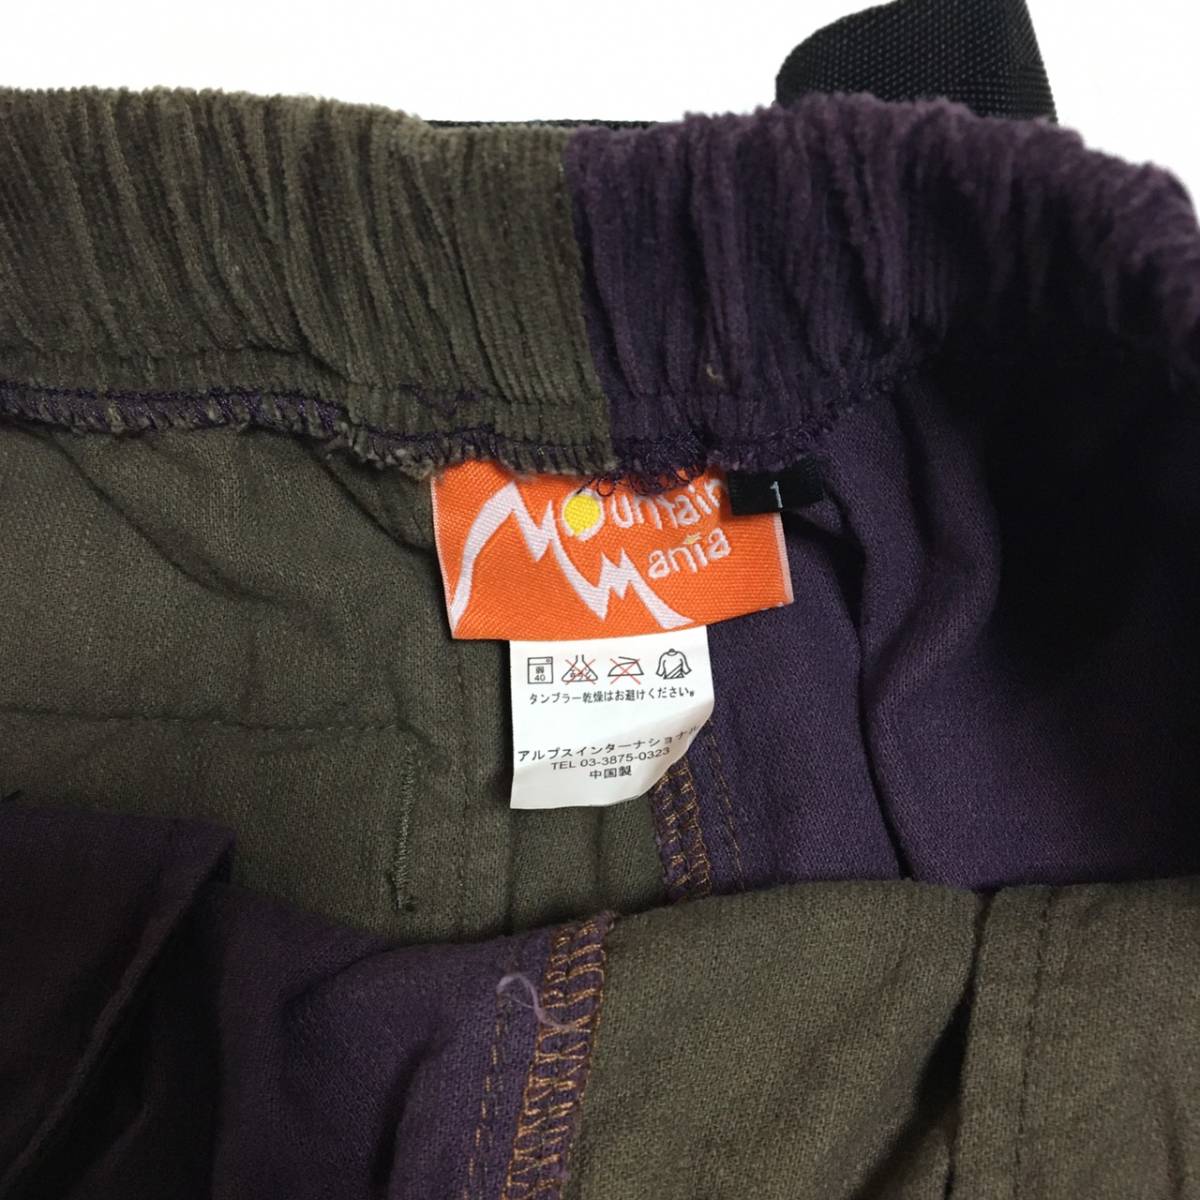 Mountain
Mania
1
弱
40
タンブラー乾燥はお避けください。
アルプスインターナショナル
TEL 03-3875-0323
中国製